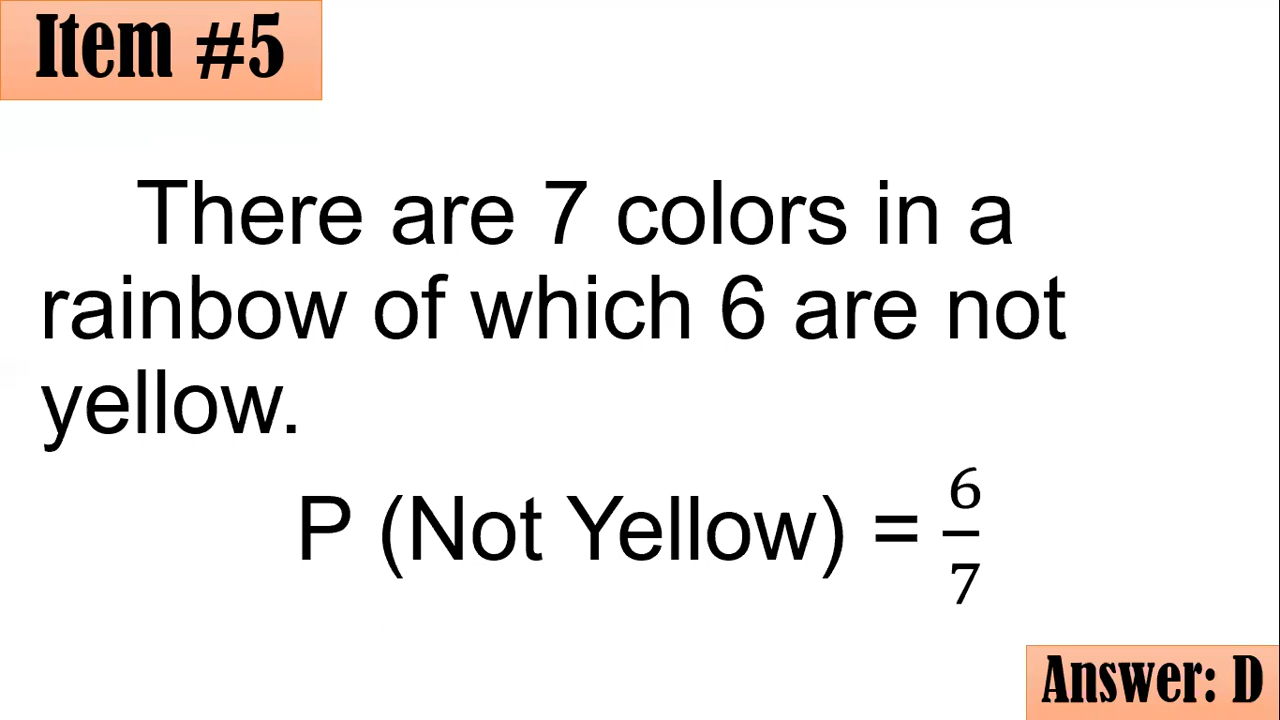 Item #5
There are 7 colors in a
rainbow of which 6 are not
yellow.
P (Not Yellow) = 6/7
Answer: D